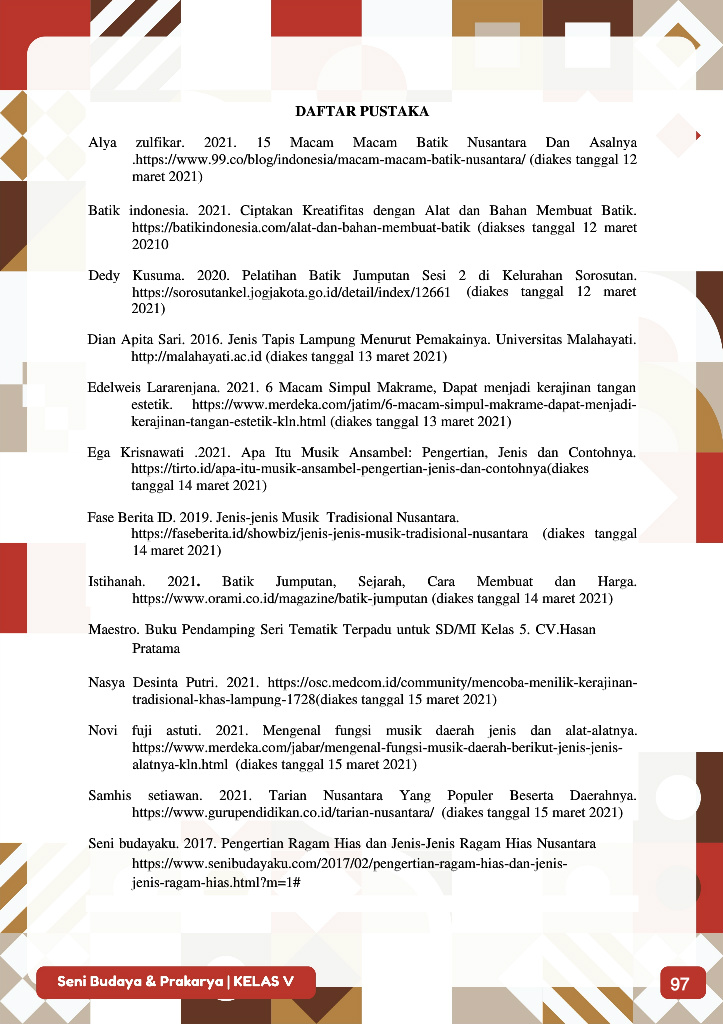 DAFTAR PUSTAKA
Alya zulfikar. 2021. 15 Macam Macam Batik Nusantara Dan Asalnya
.https://www.99.co/blog/indonesia/macam-macam-batik-nusantara/ (diakes tanggal 12
maret 2021)
Batik indonesia. 2021. Ciptakan Kreatifitas dengan Alat dan Bahan Membuat Batik.
https://batikindonesia.com/alat-dan-bahan-membuat-batik (diakses tanggal 12 maret
20210
Dedy Kusuma. 2020. Pelatihan Batik Jumputan Sesi 2 di Kelurahan Sorosutan.
https://sorosutankel.jogjakota.go.id/detail/index/12661 (diakes tanggal 12 maret
2021)
Dian Apita Sari. 2016. Jenis Tapis Lampung Menurut Pemakainya. Universitas Malahayati.
http://malahayati.ac.id (diakes tanggal 13 maret 2021)
Edelweis Lararenjana. 2021. 6 Macam Simpul Makrame, Dapat menjadi kerajinan tangan
estetik. https://www.merdeka.com/jatim/6-macam-simpul-makrame-dapat-menjadi-
kerajinan-tangan-estetik-kln.html (diakes tanggal 13 maret 2021)
Ega Krisnawati .2021. Apa Itu Musik Ansambel: Pengertian, Jenis dan Contohnya.
https://tirto.id/apa-itu-musik-ansambel-pengertian-jenis-dan-contohnya(diakes
tanggal 14 maret 2021)
Fase Berita ID. 2019. Jenis-jenis Musik Tradisional Nusantara.
https://faseberita.id/showbiz/jenis-jenis-musik-tradisional-nusantara (diakes tanggal
14 maret 2021)
Istihanah. 2021. Batik Jumputan, Sejarah, Cara Membuat dan Harga.
https://www.orami.co.id/magazine/batik-jumputan (diakes tanggal 14 maret 2021)
Maestro. Buku Pendamping Seri Tematik Terpadu untuk SD/MI Kelas 5. CV.Hasan
Pratama
Nasya Desinta Putri. 2021. https://osc.medcom.id/community/mencoba-menilik-kerajinan-
tradisional-khas-lampung-1728(diakes tanggal 15 maret 2021)
Novi fuji astuti. 2021. Mengenal fungsi musik daerah jenis dan alat-alatnya.
https://www.merdeka.com/jabar/mengenal-fungsi-musik-daerah-berikut-jenis-jenis-
alatnya-kln.html (diakes tanggal 15 maret 2021)
Samhis setiawan. 2021. Tarian Nusantara Yang Populer Beserta Daerahnya.
https://www.gurupendidikan.co.id/tarian-nusantara/ (diakes tanggal 15 maret 2021)
Seni budayaku. 2017. Pengertian Ragam Hias dan Jenis-Jenis Ragam Hias Nusantara
https://www.senibudayaku.com/2017/02/pengertian-ragam-hias-dan-jenis-
jenis-ragam-hias.html?m=1#
Seni Budaya & Prakarya | KELAS V
97